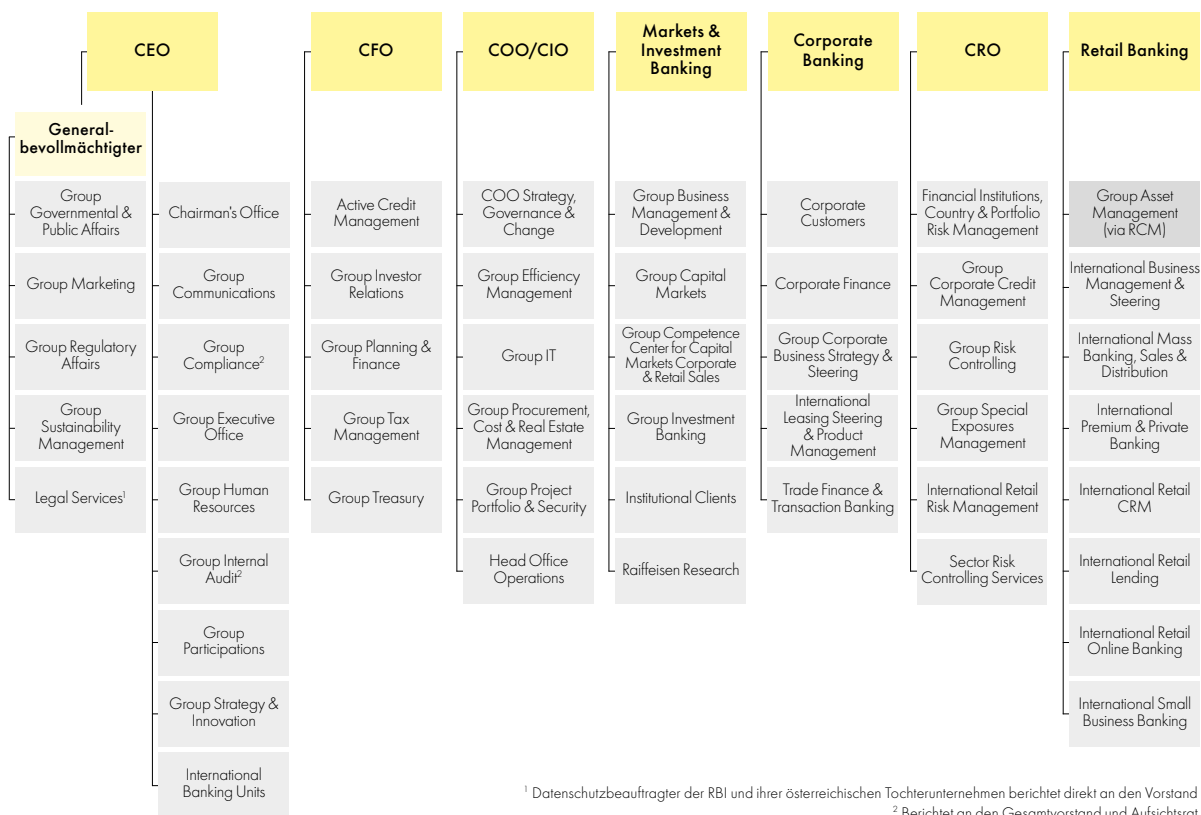 CEO
General-
bevollmächtigter
Group
Governmental &
Public Affairs
Group Marketing
Group Regulatory
Affairs
Group
Sustainability
Management
Legal Services¹
Chairman's Office
Group
Communications
Group
Compliance²
Group Executive
Office
Group Human
Resources
Group Internal
Audit²
Group
Participations
Group Strategy &
Innovation
International
Banking Units
CFO
Active Credit
Management
Group Investor
Relations
Group Planning &
Finance
Group Tax
Management
Group Treasury
COO/CIO
COO Strategy,
Governance &
Change
Group Efficiency
Management
Group IT
Group Procurement,
Cost & Real Estate
Management
Group Project
Portfolio & Security
Head Office
Operations
Markets &
Investment
Banking
Group Business
Management &
Development
Group Capital
Markets
Group Competence
Center for Capital
Markets Corporate
& Retail Sales
Group Investment
Banking
Institutional Clients
Raiffeisen Research
Corporate
Banking
Corporate
Customers
Corporate Finance
Group Corporate
Business Strategy &
Steering
International
Leasing Steering
& Product
Management
Trade Finance &
Transaction Banking
CRO
Financial Institutions,
Country & Portfolio
Risk Management
Group
Corporate Credit
Management
Group Risk
Controlling
Group Special
Exposures
Management
International Retail
Risk Management
Sector Risk
Controlling Services
Retail Banking
Group Asset
Management
(via RCM)
International Business
Management &
Steering
International Mass
Banking, Sales &
Distribution
International
Premium & Private
Banking
International Retail
CRM
International Retail
Lending
International Retail
Online Banking
International Small
Business Banking
¹ Datenschutzbeauftragter der RBI und ihrer österreichischen Tochterunternehmen berichtet direkt an den Vorstand
² Berichtet an den Gesamtvorstand und Aufsichtsrat